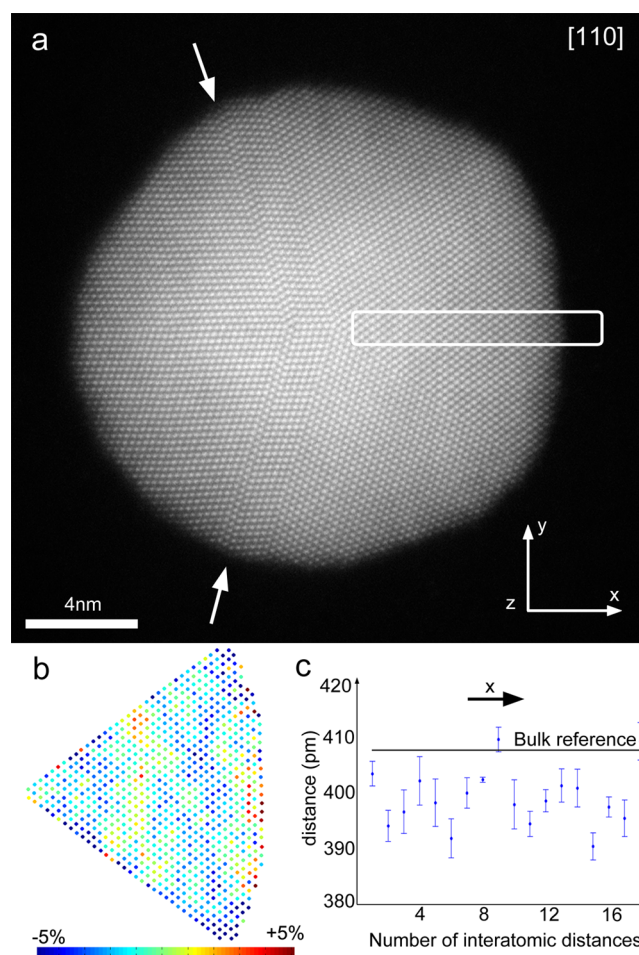 a
[110]
y
z
x
4nm
b
-5%
+5%
c
420
x
Bulk reference
410
distance (pm)
400
390
380
4
8
12
16
Number of interatomic distances